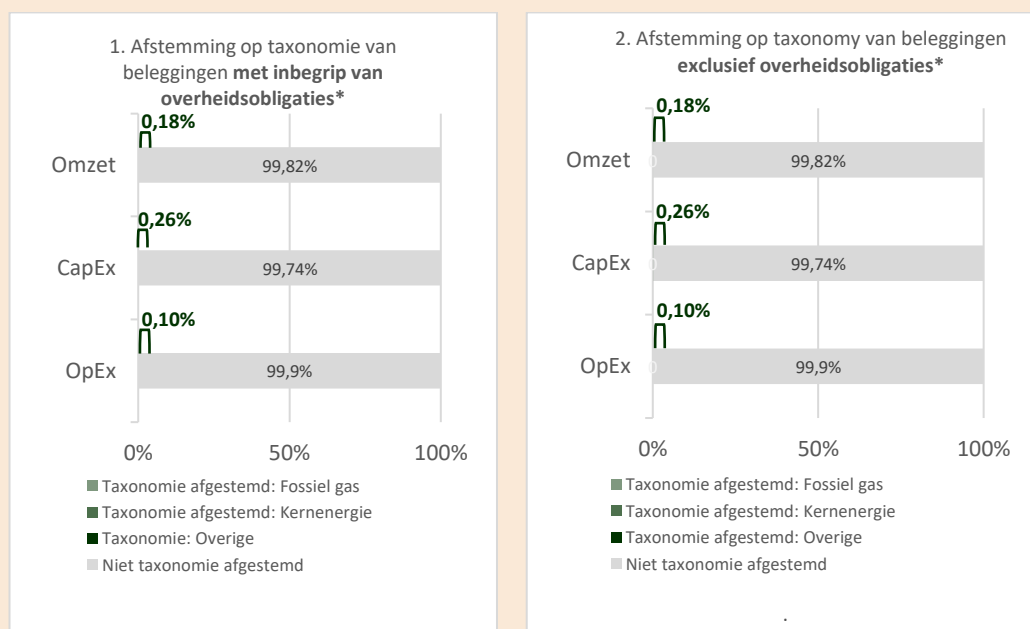 1. Afstemming op taxonomie van
beleggingen met inbegrip van
overheidsobligaties*
0,18%
Omzet
99,82%
0,26%
CapEx
99,74%
0,10%
OpEx
99,9%
0%
50%
100%
Taxonomie afgestemd: Fossiel gas
Taxonomie afgestemd: Kernenergie
Taxonomie: Overige
Niet taxonomie afgestemd
2. Afstemming op taxonomy van beleggingen
exclusief overheidsobligaties*
0,18%
Omzet
0
99,82%
0,26%
CapEx
0
99,74%
0,10%
OpEx
0
99,9%
0%
50%
100%
Taxonomie afgestemd: Fossiel gas
Taxonomie afgestemd: Kernenergie
Taxonomie afgestemd: Overige
Niet taxonomie afgestemd
.